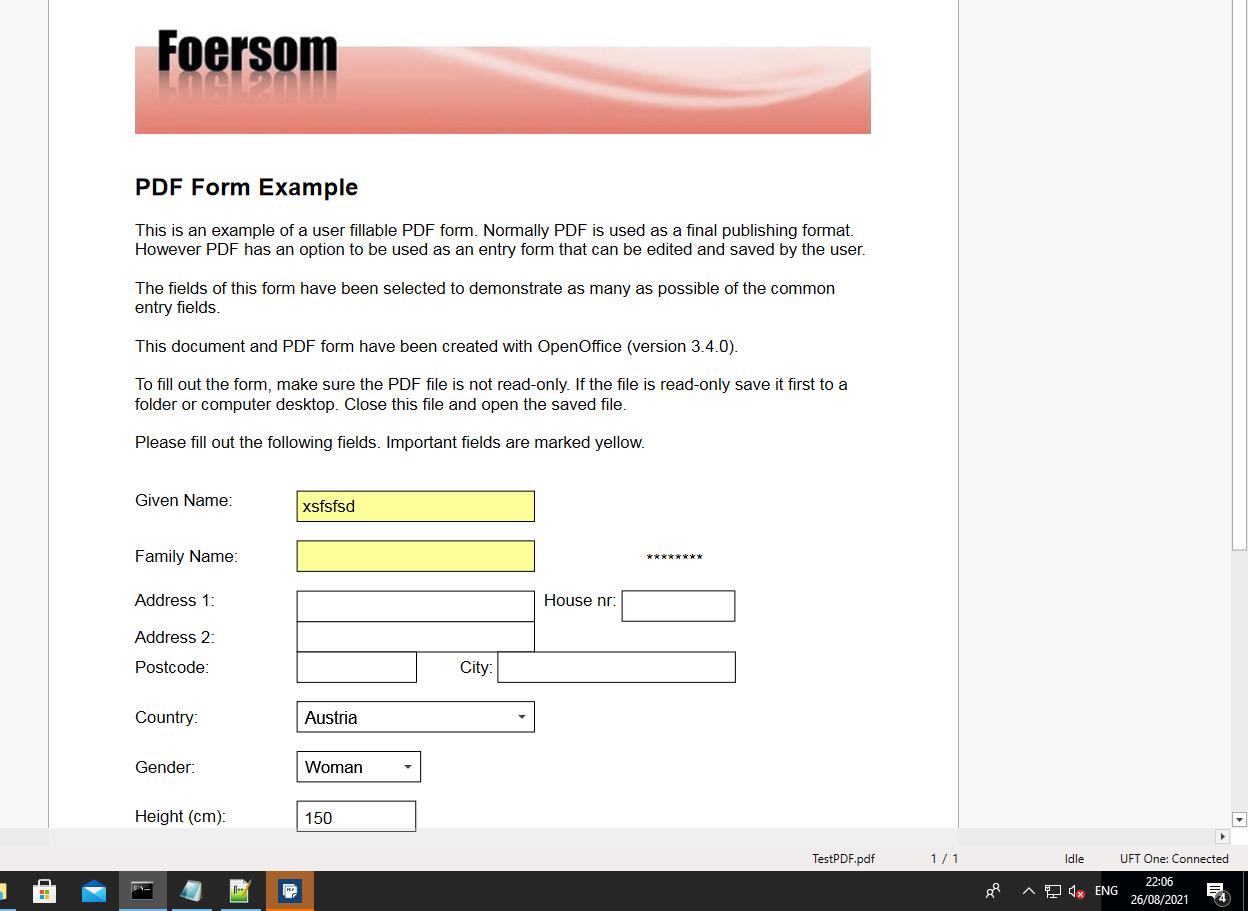 Foersom
PDF Form Example
This is an example of a user fillable PDF form. Normally PDF is used as a final publishing format.
However PDF has an option to be used as an entry form that can be edited and saved by the user.
The fields of this form have been selected to demonstrate as many as possible of the common
entry fields.
This document and PDF form have been created with OpenOffice (version 3.4.0).
To fill out the form, make sure the PDF file is not read-only. If the file is read-only save it first to a
folder or computer desktop. Close this file and open the saved file.
Please fill out the following fields. Important fields are marked yellow.
Given Name: xsfsfsd
Family Name: ********
Address 1: House nr:
Address 2:
Postcode: City:
Country: Austria
Gender: Woman
Height (cm): 150
TestPDF.pdf 1 / 1 Idle UFT One: Connected
ENG 22:06
26/08/2021 4